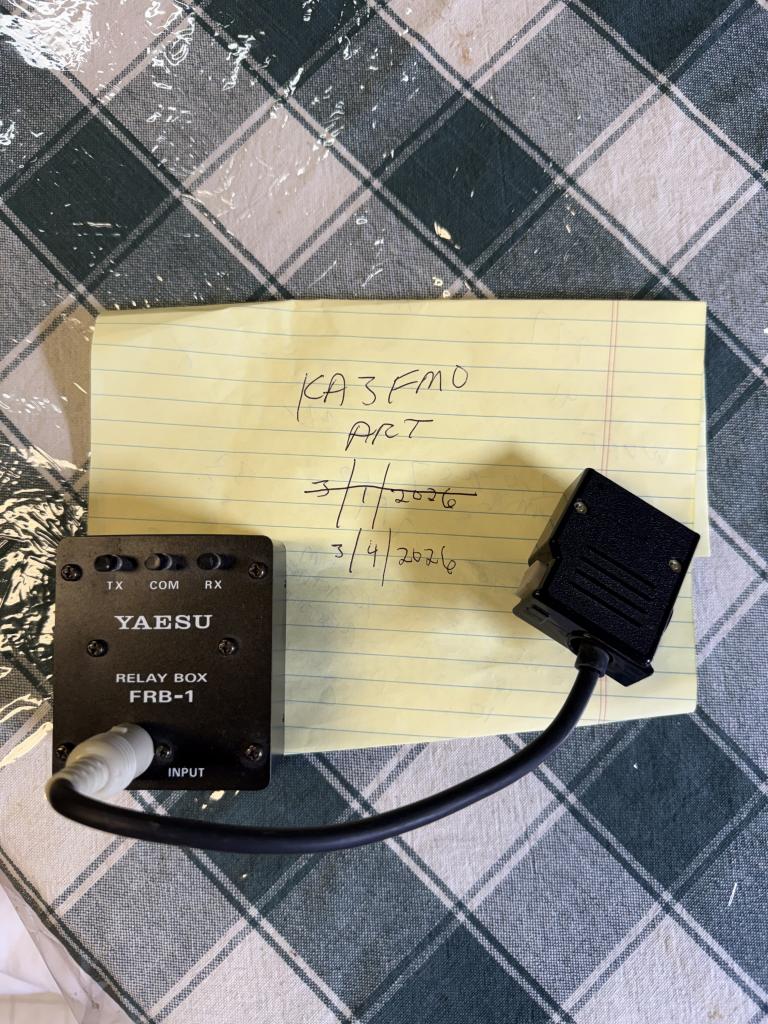 KA3FMO
ART
3/1/2026
3/4/2026
TX COM RX
YAESU
RELAY BOX
FRB-1
INPUT